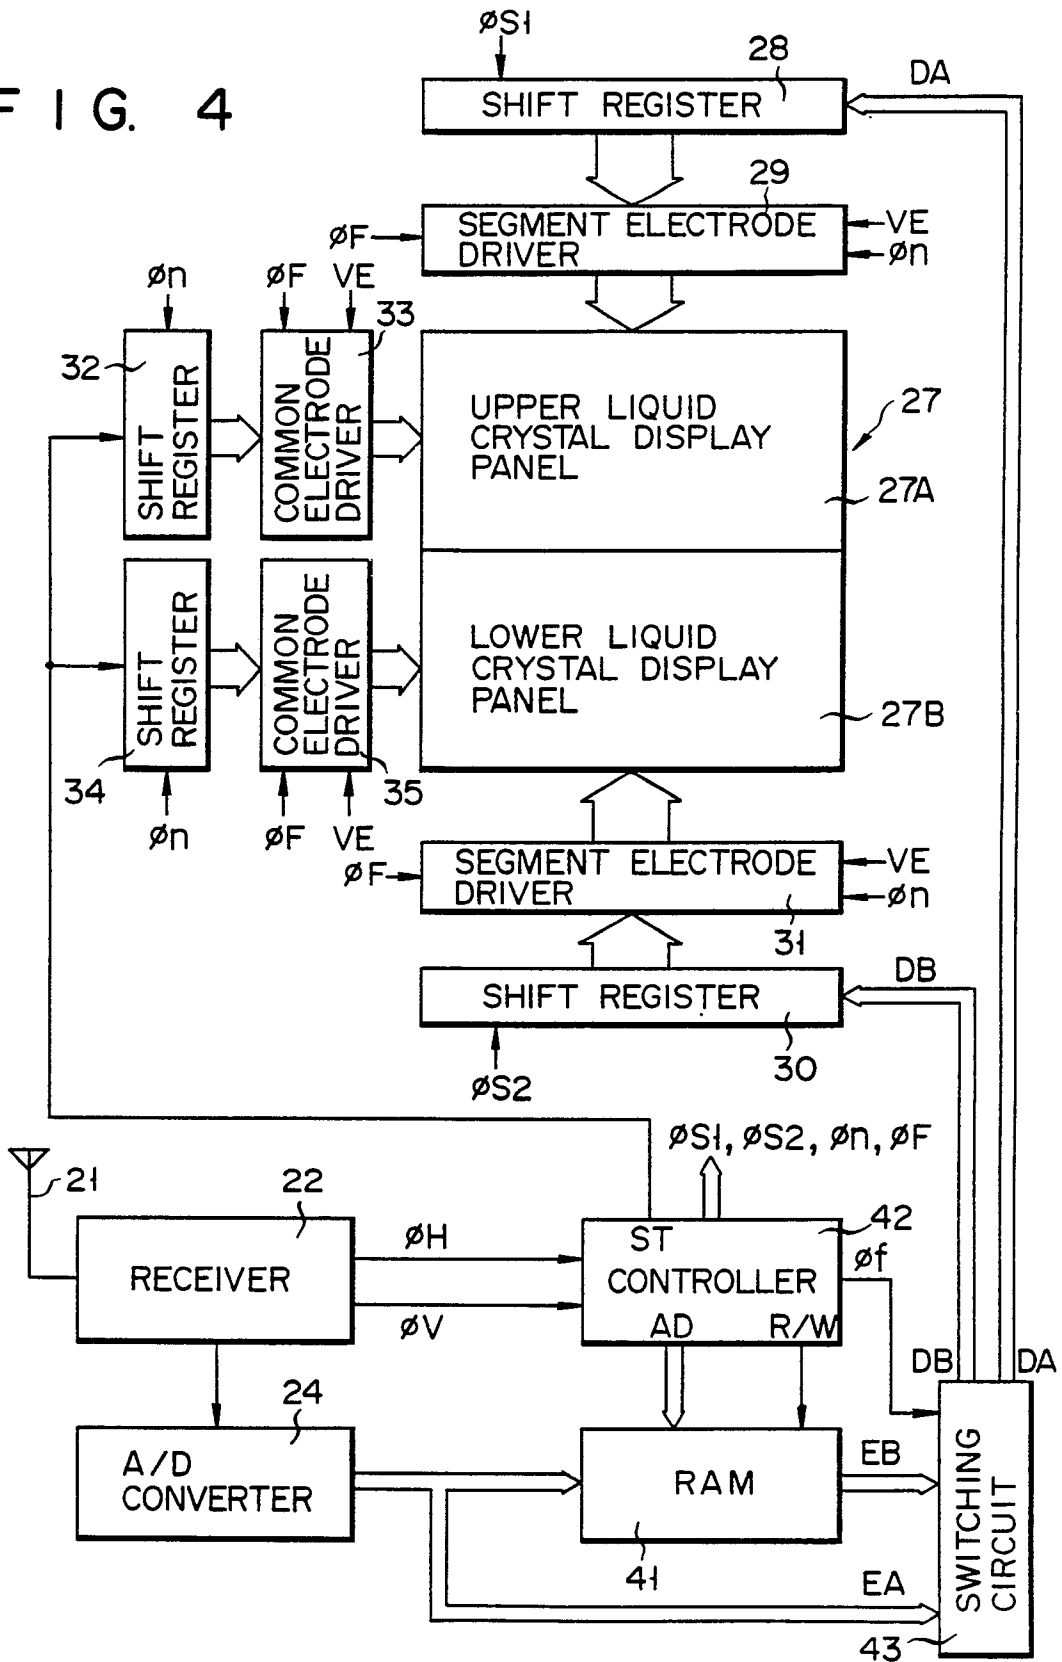 FIG. 4
øS1
28
DA
SHIFT REGISTER
29
SEGMENT ELECTRODE
DRIVER
øF
VE
øn
øn
øF
VE
33
32
SHIFT
REGISTER
COMMON
ELECTRODE
DRIVER
UPPER LIQUID
CRYSTAL DISPLAY
PANEL
27
27A
SHIFT
REGISTER
COMMON
ELECTRODE
DRIVER
LOWER LIQUID
CRYSTAL DISPLAY
PANEL
27B
34
35
øn
øF
VE
øF
SEGMENT ELECTRODE
DRIVER
VE
øn
31
DB
SHIFT REGISTER
30
øS2
øS1, øS2, øn, øF
21
22
42
RECEIVER
øH
øV
ST
CONTROLLER
AD
R/W
øf
DB
DA
24
A/D
CONVERTER
RAM
41
EB
EA
SWITCHING
CIRCUIT
43